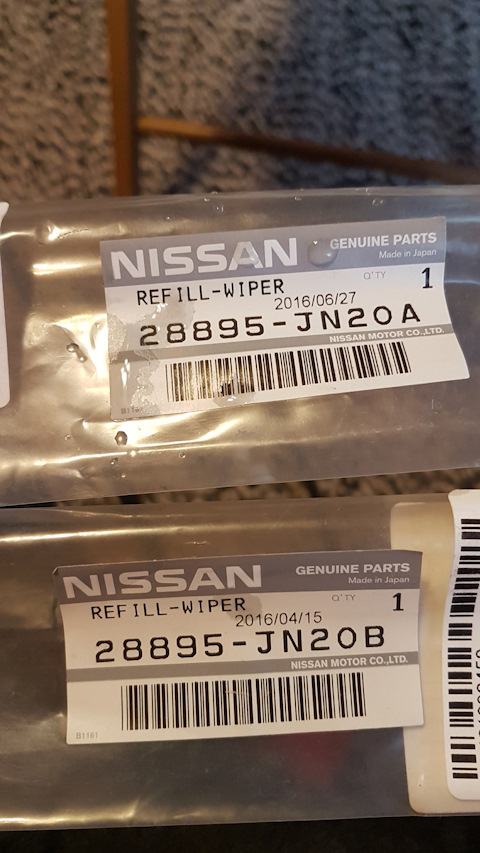 NISSAN
GENUINE PARTS
Made in Japan
Q'TY
1
REFILL-WIPER
2016/06/27
28895-JN20A
NISSAN MOTOR CO.,LTD.
NISSAN
GENUINE PARTS
Made in Japan
Q'TY
1
REFILL-WIPER
2016/04/15
28895-JN20B
NISSAN MOTOR CO.,LTD.
B1161